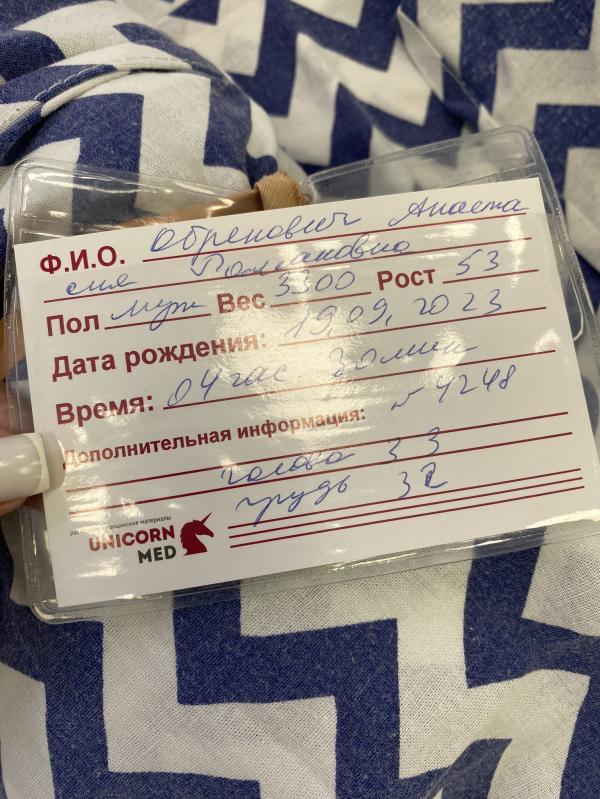 Ф.И.О. Обренович Анаста
сия Романовна
Пол муж Вес 3300 Рост 53
Дата рождения: 19,09,2023
Время: 04 час 30 мин
Дополнительная информация: 4248
голова 33
грудь 32
UNICORN
MED